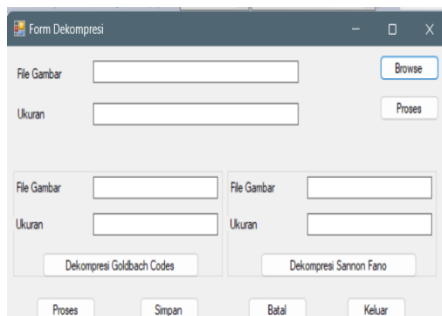 Form Dekompresi
File Gambar Browse
Ukuran Proses
File Gambar File Gambar
Ukuran Ukuran
Dekompresi Goldbach Codes Dekompresi Sannon Fano
Proses Simpan Batal Keluar